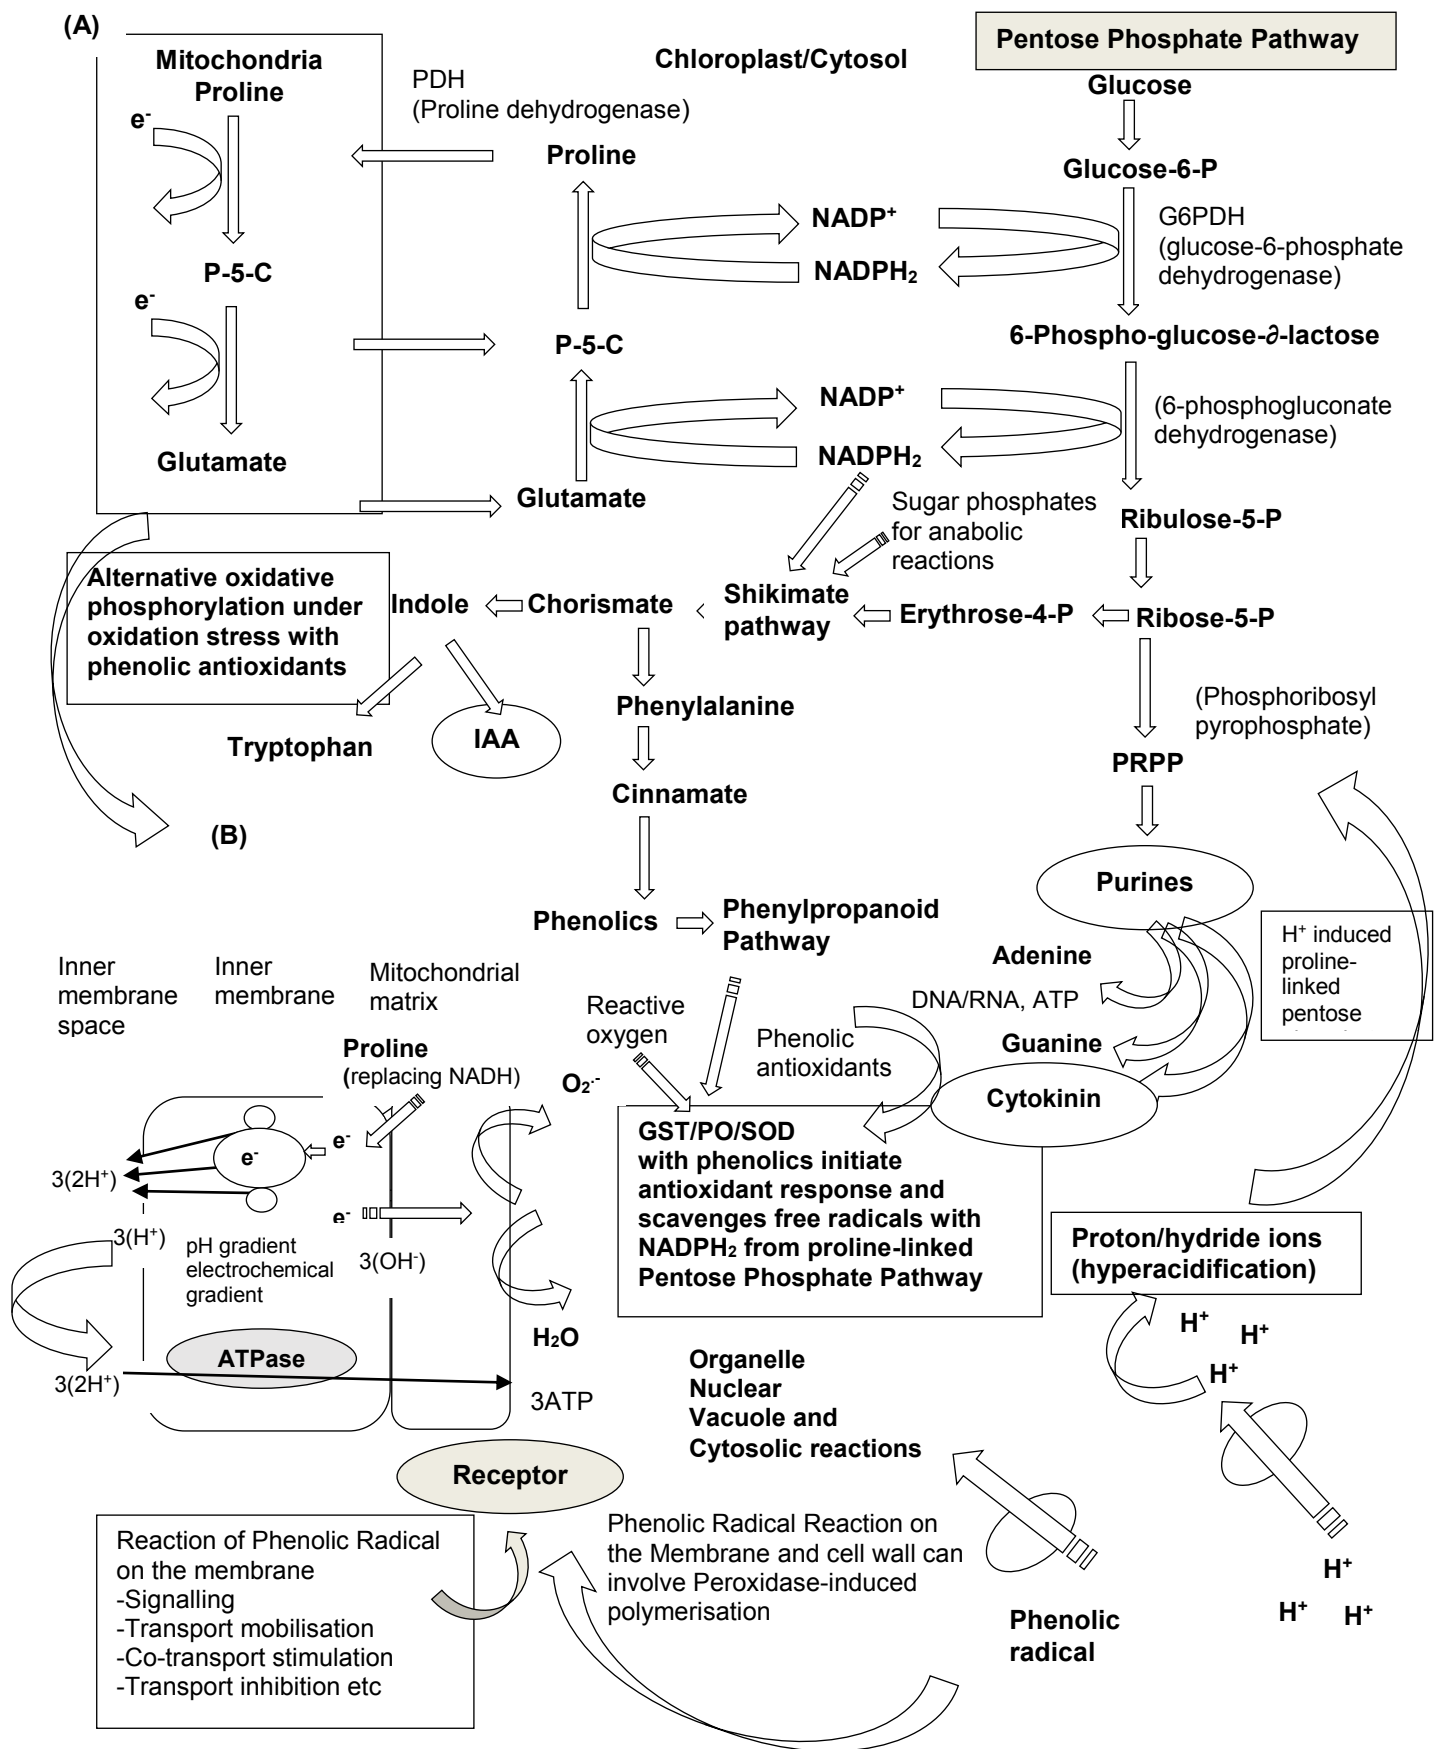 (A)
Pentose Phosphate Pathway
Mitochondria
Proline
PDH
(Proline dehydrogenase)
Chloroplast/Cytosol
Glucose
e-
Proline
Glucose-6-P
NADP+
NADPH2
G6PDH
(glucose-6-phosphate
dehydrogenase)
P-5-C
e-
P-5-C
6-Phospho-glucose-∂-lactose
NADP+
NADPH2
(6-phosphogluconate
dehydrogenase)
Glutamate
Glutamate
Sugar phosphates
for anabolic
reactions
Ribulose-5-P
Alternative oxidative
phosphorylation under
oxidation stress with
phenolic antioxidants
Indole
Chorismate
Shikimate
pathway
Erythrose-4-P
Ribose-5-P
Tryptophan
IAA
Phenylalanine
(Phosphoribosyl
pyrophosphate)
PRPP
Cinnamate
(B)
Purines
Phenolics
Phenylpropanoid
Pathway
H+ induced
proline-
linked
pentose
Adenine
DNA/RNA, ATP
Guanine
Cytokinin
Inner
membrane
space
Inner
membrane
Mitochondrial
matrix
Reactive
oxygen
Phenolic
antioxidants
Proline
(replacing NADH)
O2·-
e-
e-
3(2H+)
e-
3(H+)
pH gradient
electrochemical
gradient
3(OH-)
GST/PO/SOD
with phenolics initiate
antioxidant response and
scavenges free radicals with
NADPH2 from proline-linked
Pentose Phosphate Pathway
Proton/hydride ions
(hyperacidification)
H2O
ATPase
3(2H+)
3ATP
H+
H+
H+
Organelle
Nuclear
Vacuole and
Cytosolic reactions
Receptor
Reaction of Phenolic Radical
on the membrane
-Signalling
-Transport mobilisation
-Co-transport stimulation
-Transport inhibition etc
Phenolic Radical Reaction on
the Membrane and cell wall can
involve Peroxidase-induced
polymerisation
Phenolic
radical
H+
H+
H+